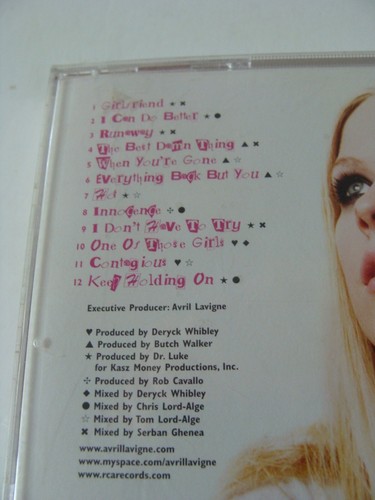 1 Girlfriend ★ ✖
2 I Can Do Better ★ ●
3 Runaway ★ ✖
4 The Best Damn Thing ▲ ✖
5 When You're Gone ▲ ☆
6 Everything Back But You ▲ ☆
7 Hot ★ ☆
8 Innocence ✣ ●
9 I Don't Have To Try ★ ✖
10 One Of Those Girls ♥ ◆
11 Contagious ♥ ☆
12 Keep Holding On ★ ●
Executive Producer: Avril Lavigne
♥ Produced by Deryck Whibley
▲ Produced by Butch Walker
★ Produced by Dr. Luke
for Kasz Money Productions, Inc.
✣ Produced by Rob Cavallo
◆ Mixed by Deryck Whibley
● Mixed by Chris Lord-Alge
☆ Mixed by Tom Lord-Alge
✖ Mixed by Serban Ghenea
www.avrillavigne.com
www.myspace.com/avrillavigne
www.rcarecords.com